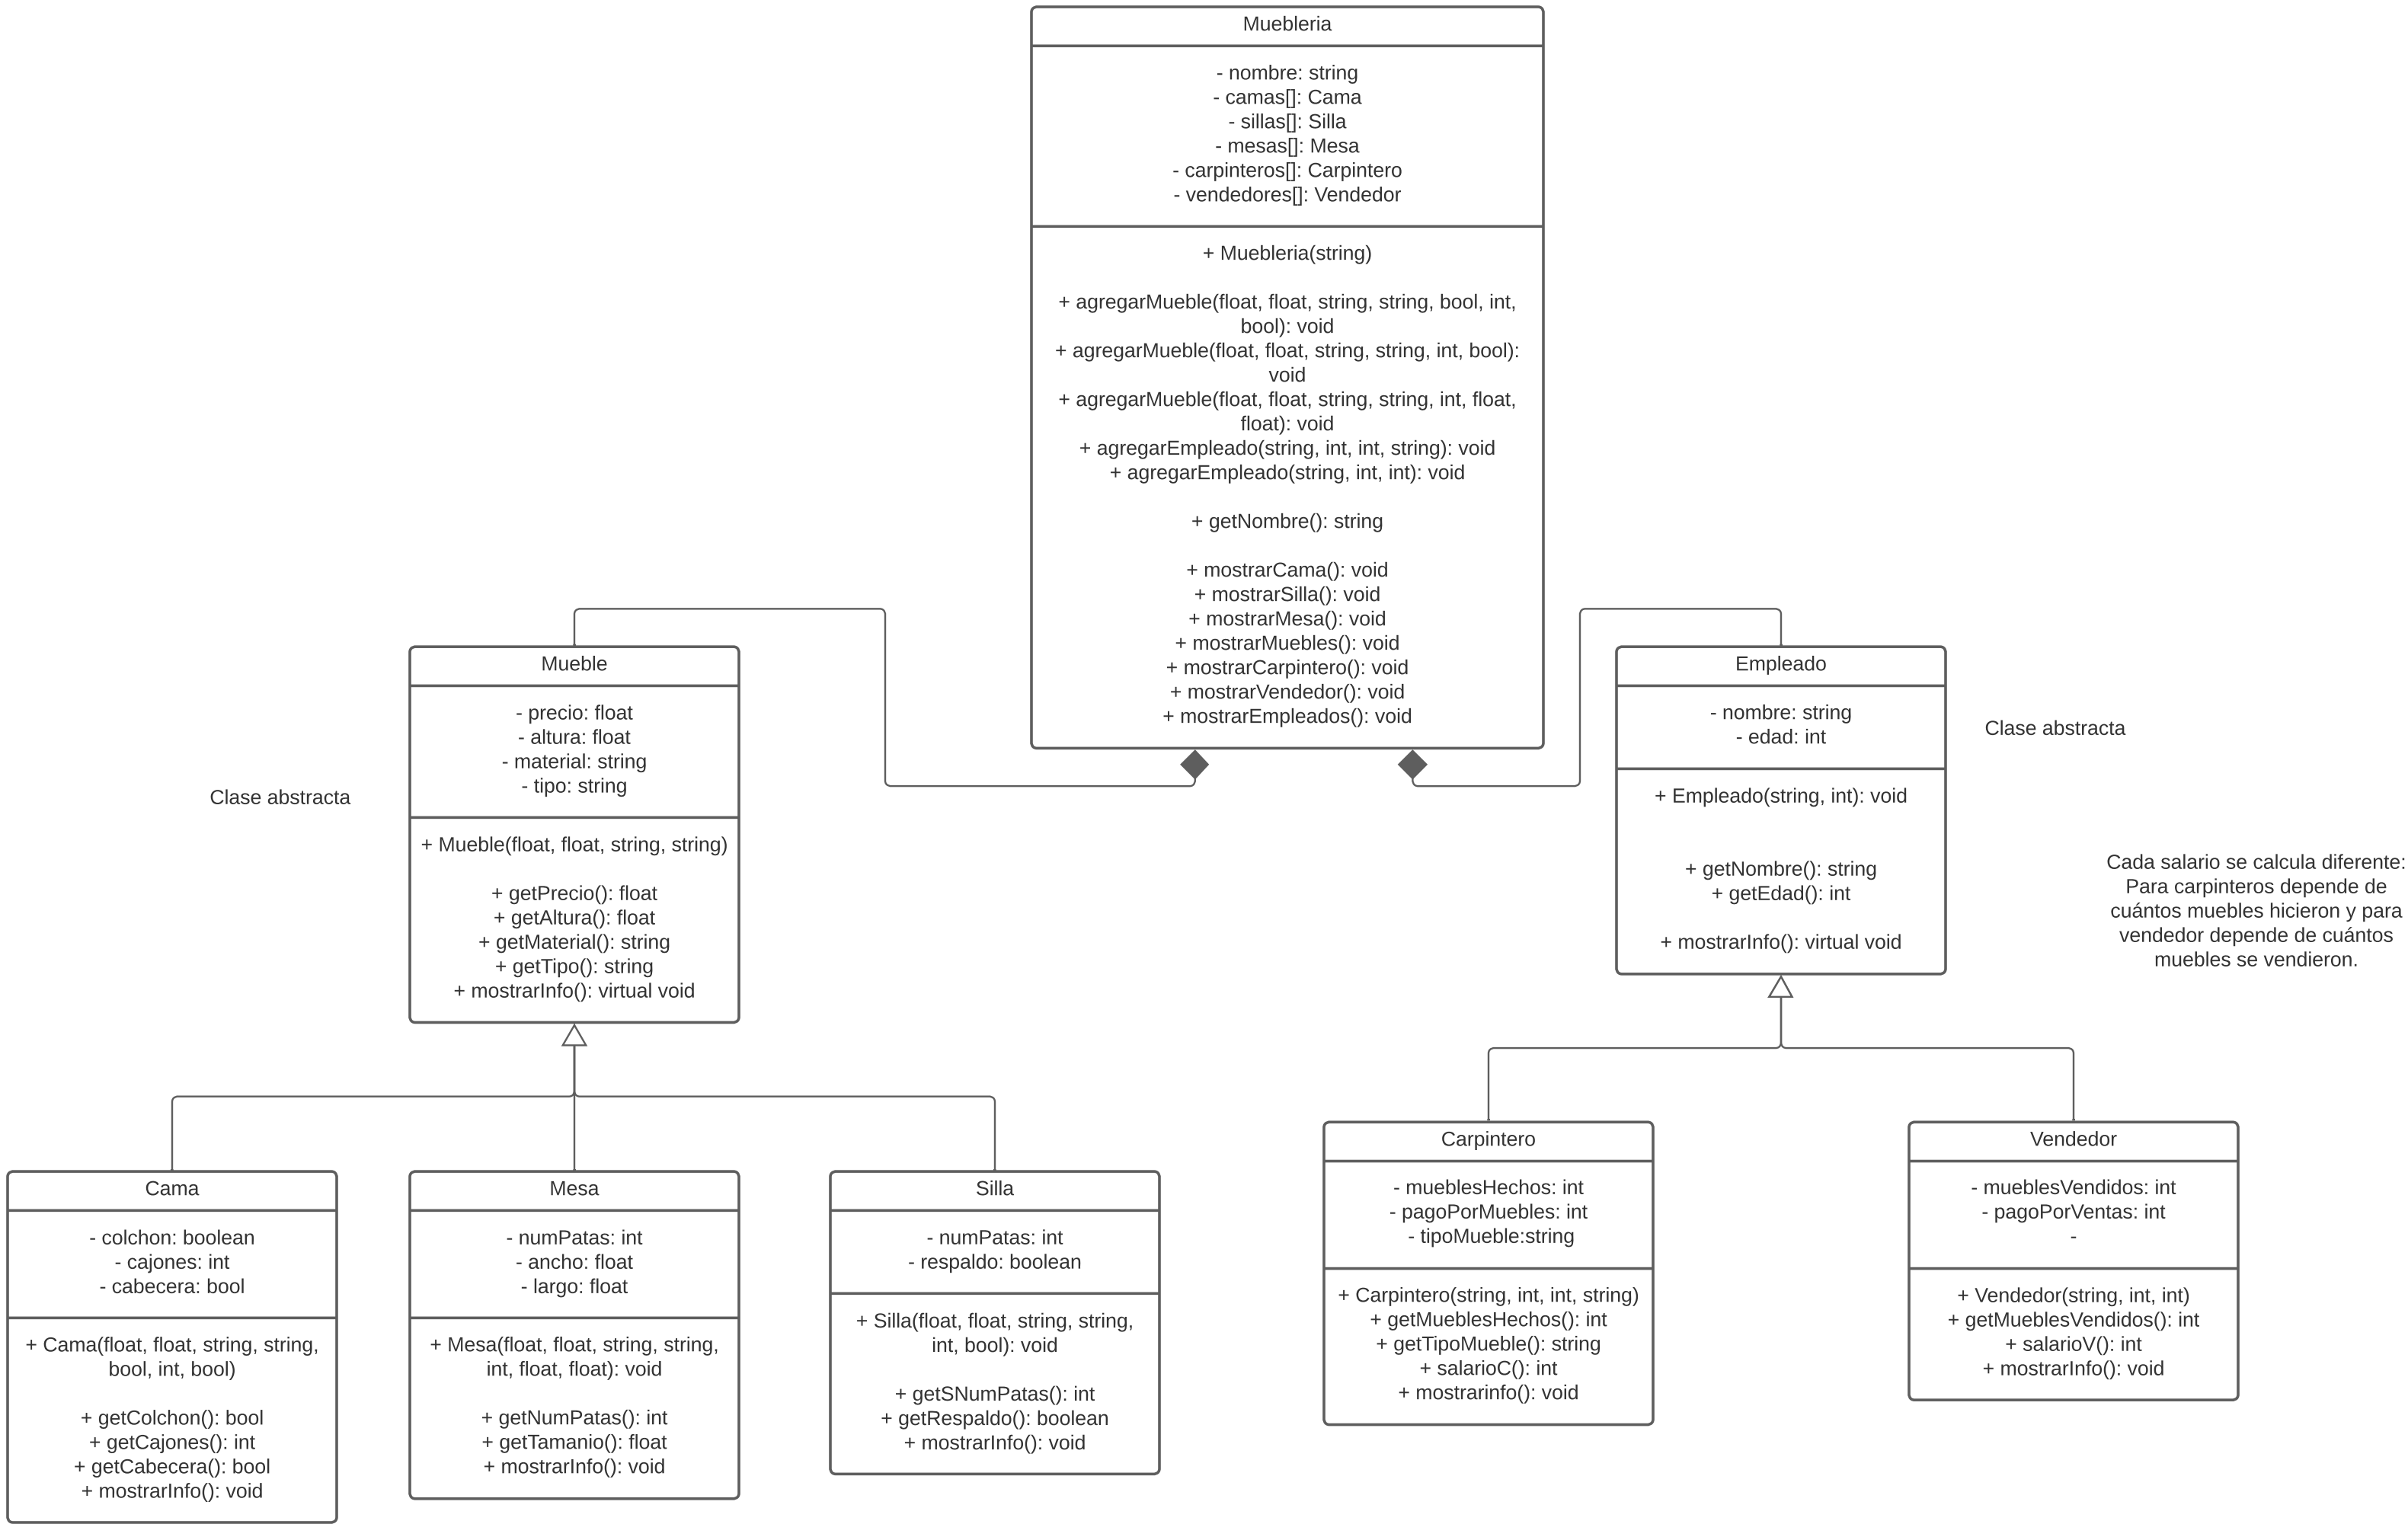 Muebleria
- nombre: string
- camas[]: Cama
- sillas[]: Silla
- mesas[]: Mesa
- carpinteros[]: Carpintero
- vendedores[]: Vendedor
+ Muebleria(string)
+ agregarMueble(float, float, string, string, bool, int,
bool): void
+ agregarMueble(float, float, string, string, int, bool):
void
+ agregarMueble(float, float, string, string, int, float,
float): void
+ agregarEmpleado(string, int, int, string): void
+ agregarEmpleado(string, int, int): void
+ getNombre(): string
+ mostrarCama(): void
+ mostrarSilla(): void
+ mostrarMesa(): void
+ mostrarMuebles(): void
+ mostrarCarpintero(): void
+ mostrarVendedor(): void
+ mostrarEmpleados(): void
Clase abstracta
Mueble
- precio: float
- altura: float
- material: string
- tipo: string
+ Mueble(float, float, string, string)
+ getPrecio(): float
+ getAltura(): float
+ getMaterial(): string
+ getTipo(): string
+ mostrarInfo(): virtual void
Empleado
- nombre: string
- edad: int
+ Empleado(string, int): void
+ getNombre(): string
+ getEdad(): int
+ mostrarInfo(): virtual void
Clase abstracta
Cada salario se calcula diferente:
Para carpinteros depende de
cuántos muebles hicieron y para
vendedor depende de cuántos
muebles se vendieron.
Cama
- colchon: boolean
- cajones: int
- cabecera: bool
+ Cama(float, float, string, string,
bool, int, bool)
+ getColchon(): bool
+ getCajones(): int
+ getCabecera(): bool
+ mostrarInfo(): void
Mesa
- numPatas: int
- ancho: float
- largo: float
+ Mesa(float, float, string, string,
int, float, float): void
+ getNumPatas(): int
+ getTamanio(): float
+ mostrarInfo(): void
Silla
- numPatas: int
- respaldo: boolean
+ Silla(float, float, string, string,
int, bool): void
+ getSNumPatas(): int
+ getRespaldo(): boolean
+ mostrarInfo(): void
Carpintero
- mueblesHechos: int
- pagoPorMuebles: int
- tipoMueble:string
+ Carpintero(string, int, int, string)
+ getMueblesHechos(): int
+ getTipoMueble(): string
+ salarioC(): int
+ mostrarinfo(): void
Vendedor
- mueblesVendidos: int
- pagoPorVentas: int
-
+ Vendedor(string, int, int)
+ getMueblesVendidos(): int
+ salarioV(): int
+ mostrarInfo(): void